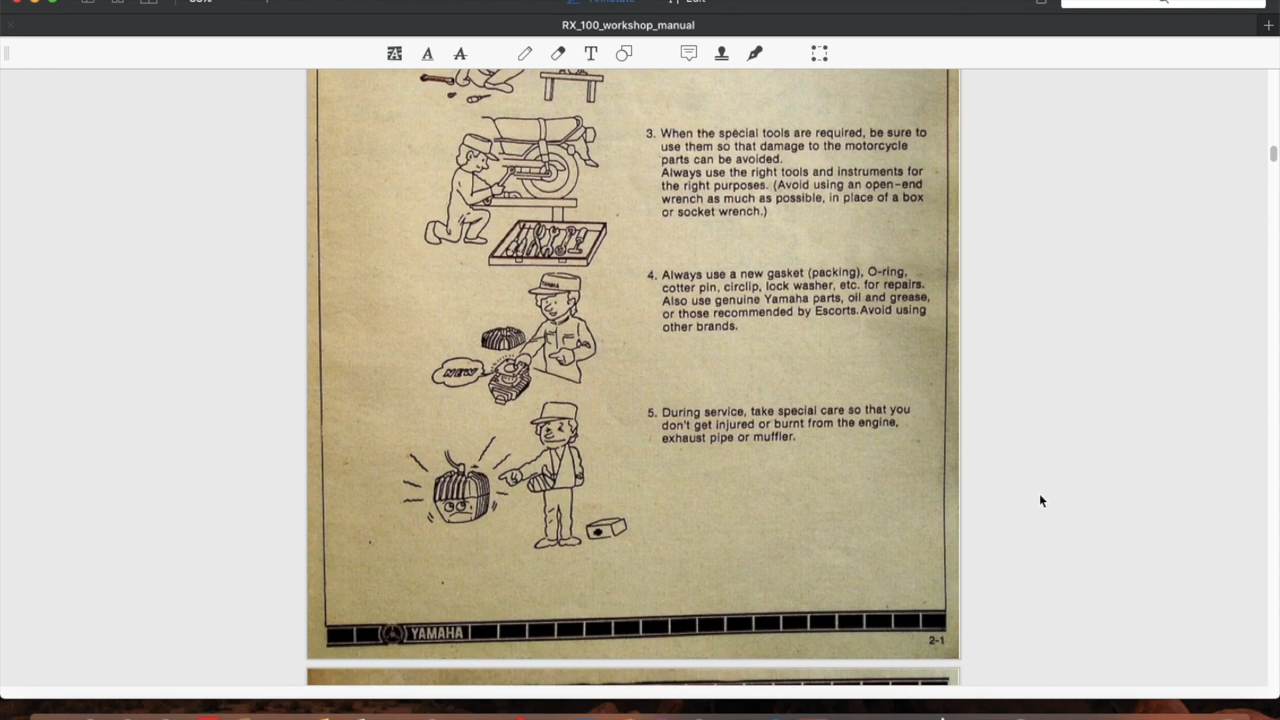 RX_100_workshop_manual
A
A
A
T
3. When the special tools are required, be sure to
use them so that damage to the motorcycle
parts can be avoided.
Always use the right tools and instruments for
the right purposes. (Avoid using an open-end
wrench as much as possible, in place of a box
or socket wrench.)
YAMAHA
4. Always use a new gasket (packing), O-ring,
cotter pin, circlip, lock washer, etc. for repairs.
Also use genuine Yamaha parts, oil and grease,
or those recommended by Escorts.Avoid using
other brands.
NEW
5. During service, take special care so that you
don't get injured or burnt from the engine,
exhaust pipe or muffler.
YAMAHA
2-1